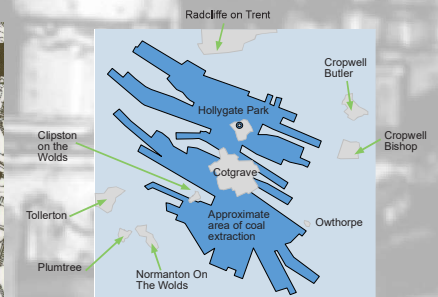 Radcliffe on Trent
Cropwell
Butler
Hollygate Park
Clipston
on the
Wolds
Cropwell
Bishop
Cotgrave
Tollerton
Approximate
area of coal
extraction
Owthorpe
Plumtree
Normanton On
The Wolds